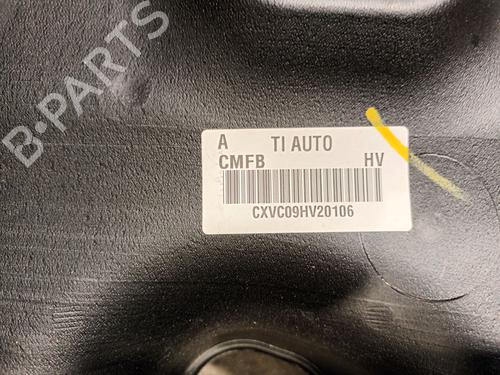 B-PARTS
A TI AUTO
CMFB HV
CXVC09HV20106